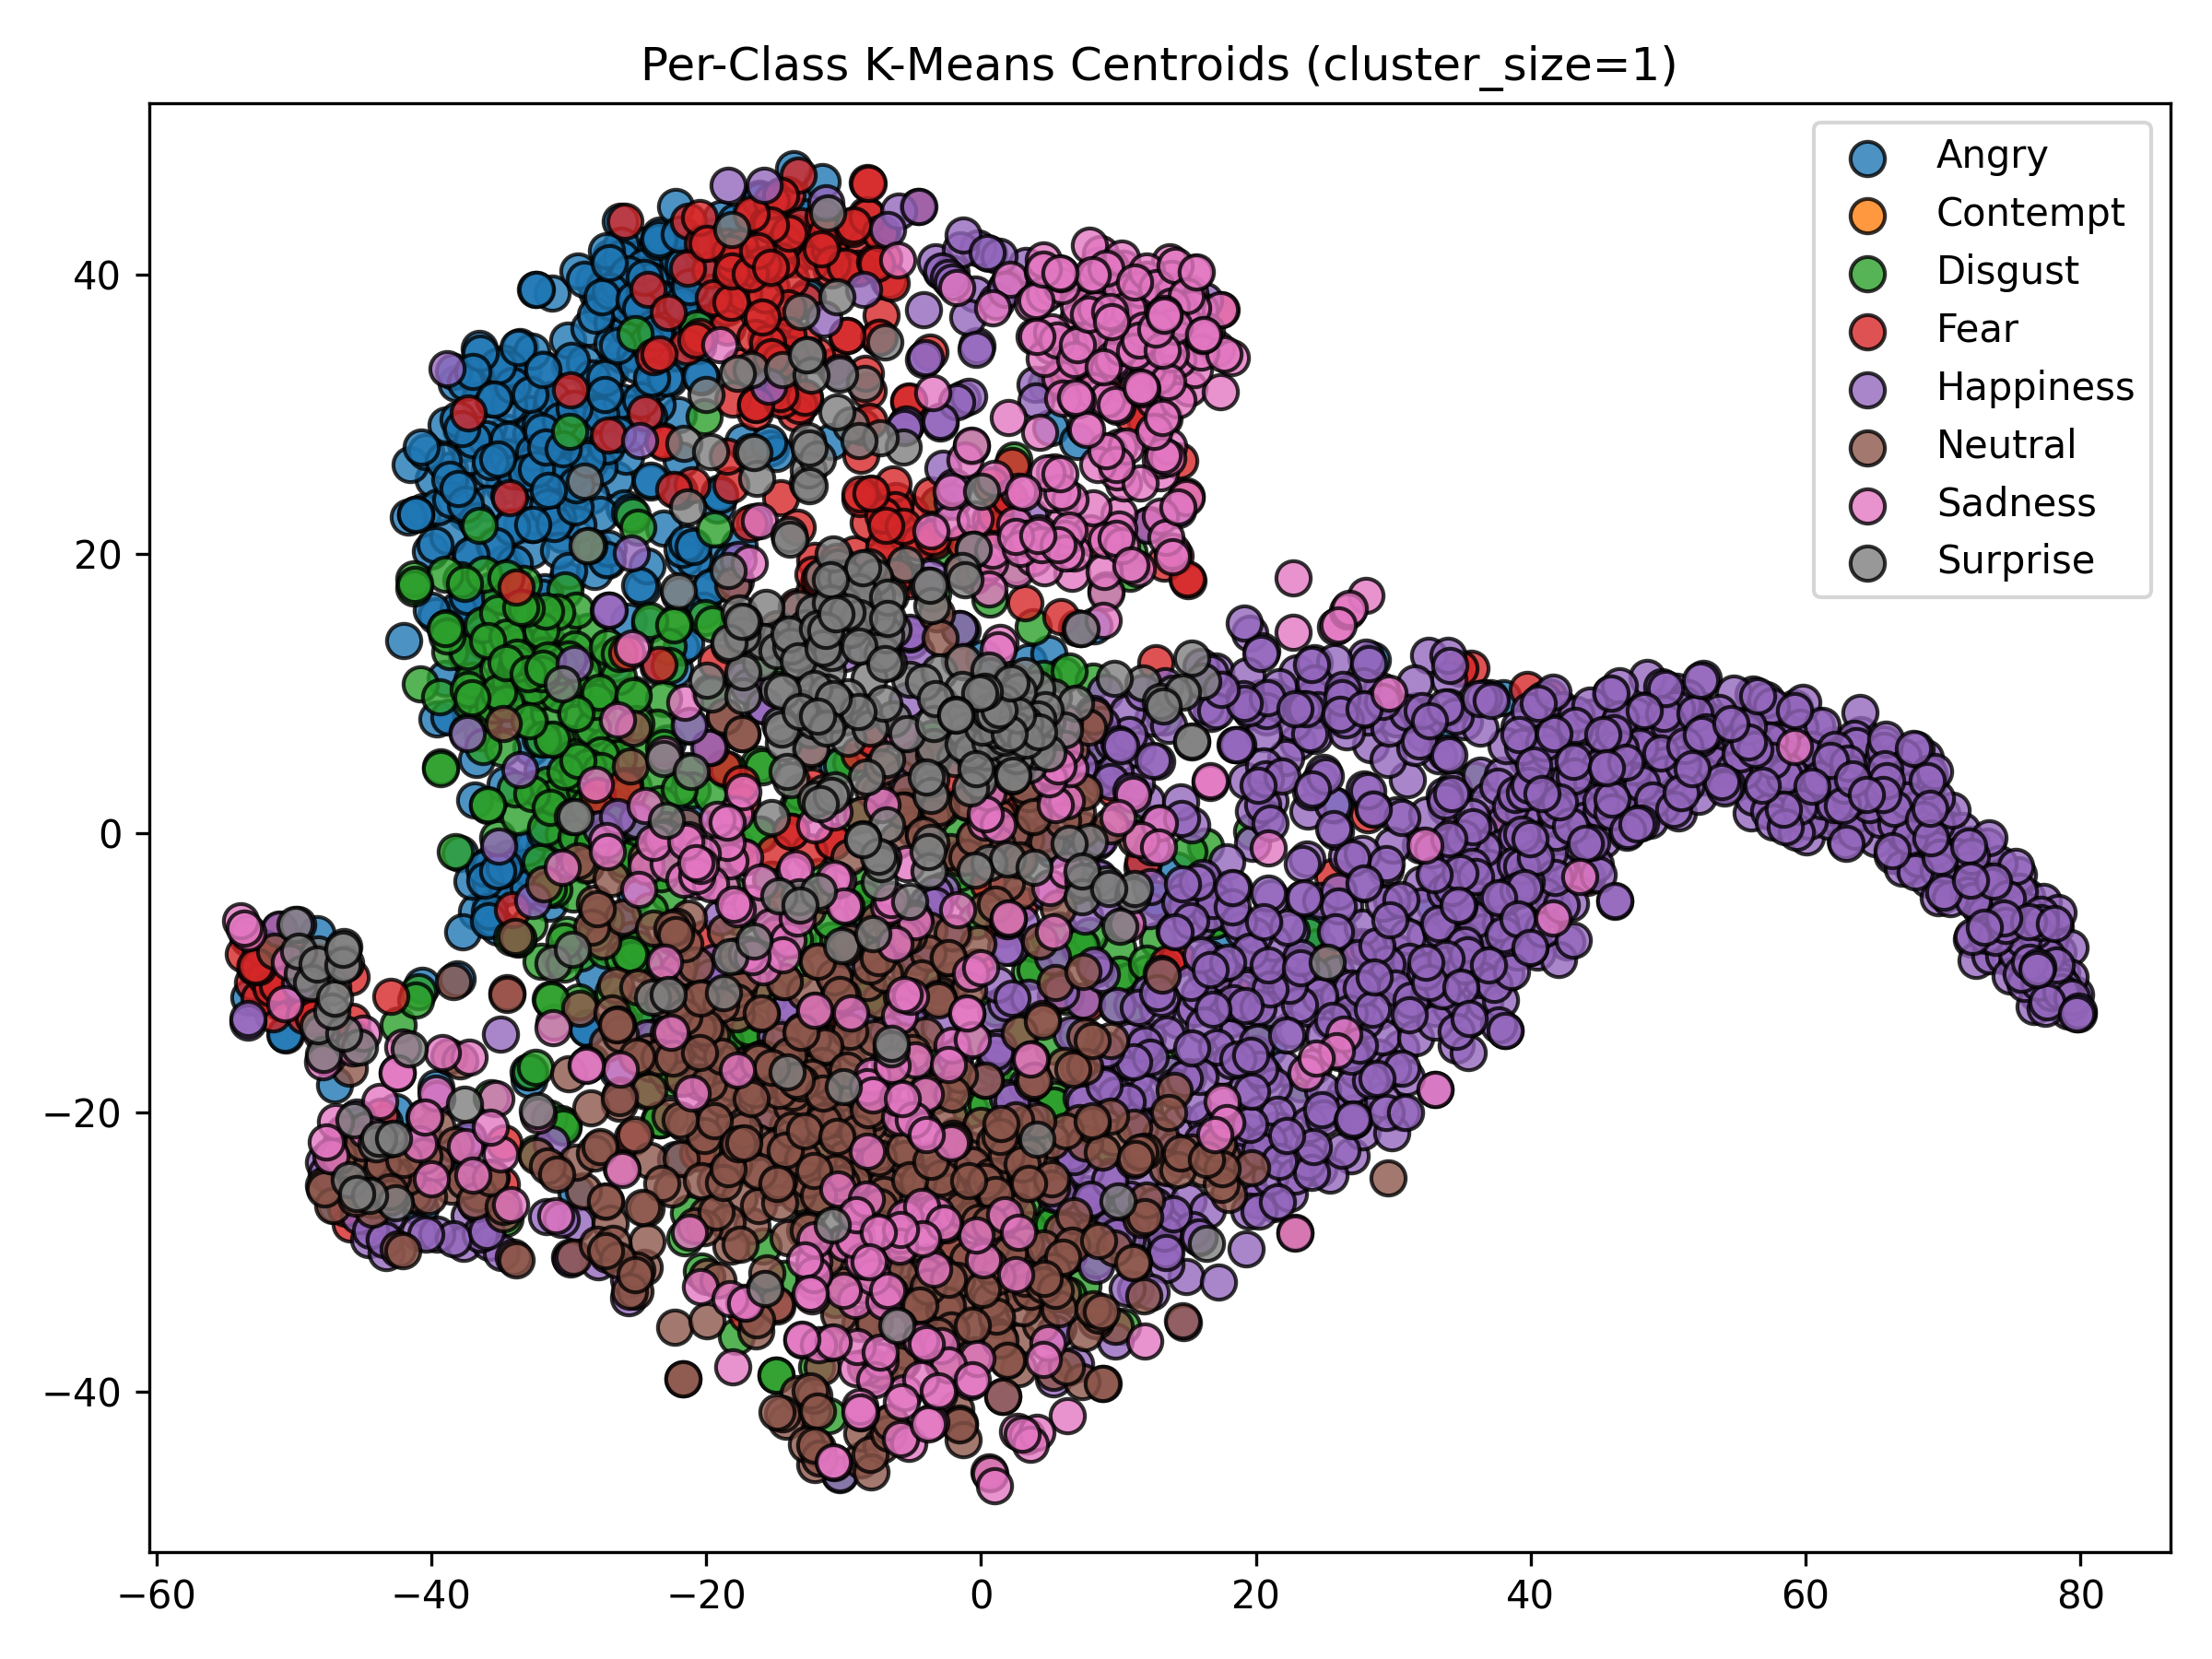 Per-Class K-Means Centroids (cluster_size=1)
Angry
Contempt
Disgust
Fear
Happiness
Neutral
Sadness
Surprise
40
20
0
−20
−40
−60 −40 −20 0 20 40 60 80